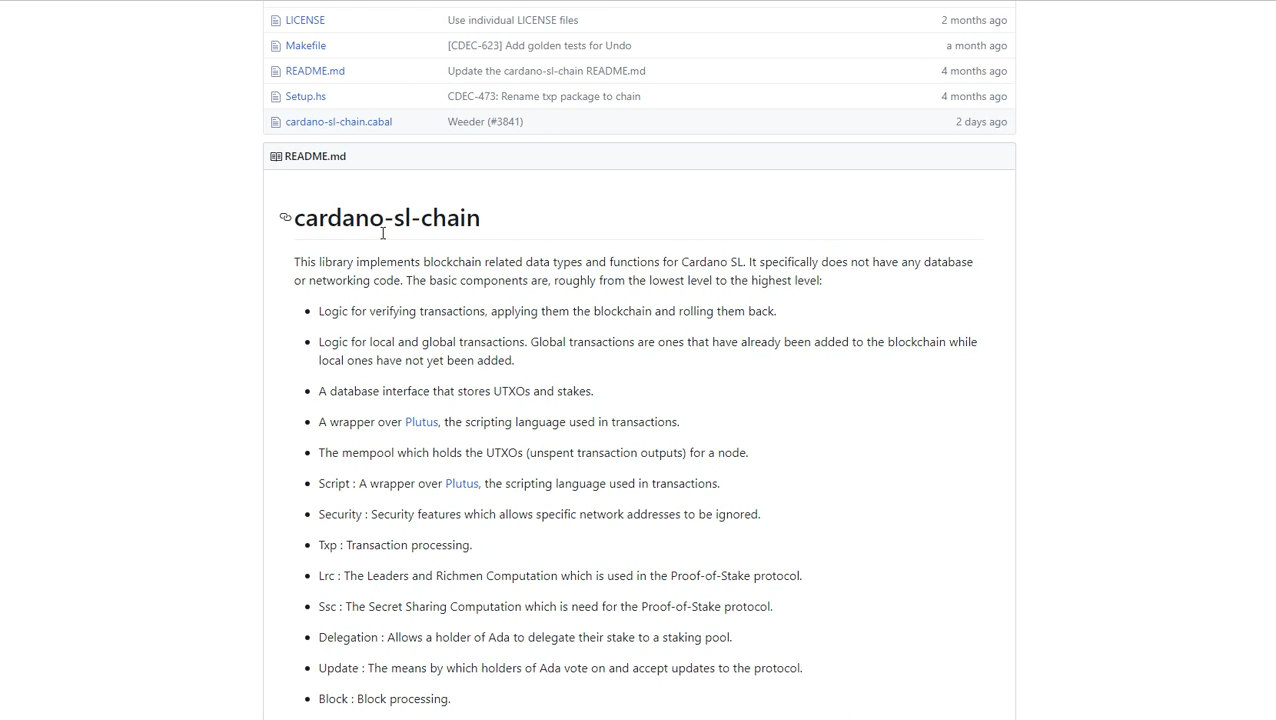 LICENSE Use individual LICENSE files 2 months ago
Makefile [CDEC-623] Add golden tests for Undo a month ago
README.md Update the cardano-sl-chain README.md 4 months ago
Setup.hs CDEC-473: Rename txp package to chain 4 months ago
cardano-sl-chain.cabal Weeder (#3841) 2 days ago
README.md
cardano-sl-chain
This library implements blockchain related data types and functions for Cardano SL. It specifically does not have any database
or networking code. The basic components are, roughly from the lowest level to the highest level:
• Logic for verifying transactions, applying them the blockchain and rolling them back.
• Logic for local and global transactions. Global transactions are ones that have already been added to the blockchain while
local ones have not yet been added.
• A database interface that stores UTXOs and stakes.
• A wrapper over Plutus, the scripting language used in transactions.
• The mempool which holds the UTXOs (unspent transaction outputs) for a node.
• Script : A wrapper over Plutus, the scripting language used in transactions.
• Security : Security features which allows specific network addresses to be ignored.
• Txp : Transaction processing.
• Lrc : The Leaders and Richmen Computation which is used in the Proof-of-Stake protocol.
• Ssc : The Secret Sharing Computation which is need for the Proof-of-Stake protocol.
• Delegation : Allows a holder of Ada to delegate their stake to a staking pool.
• Update : The means by which holders of Ada vote on and accept updates to the protocol.
• Block : Block processing.